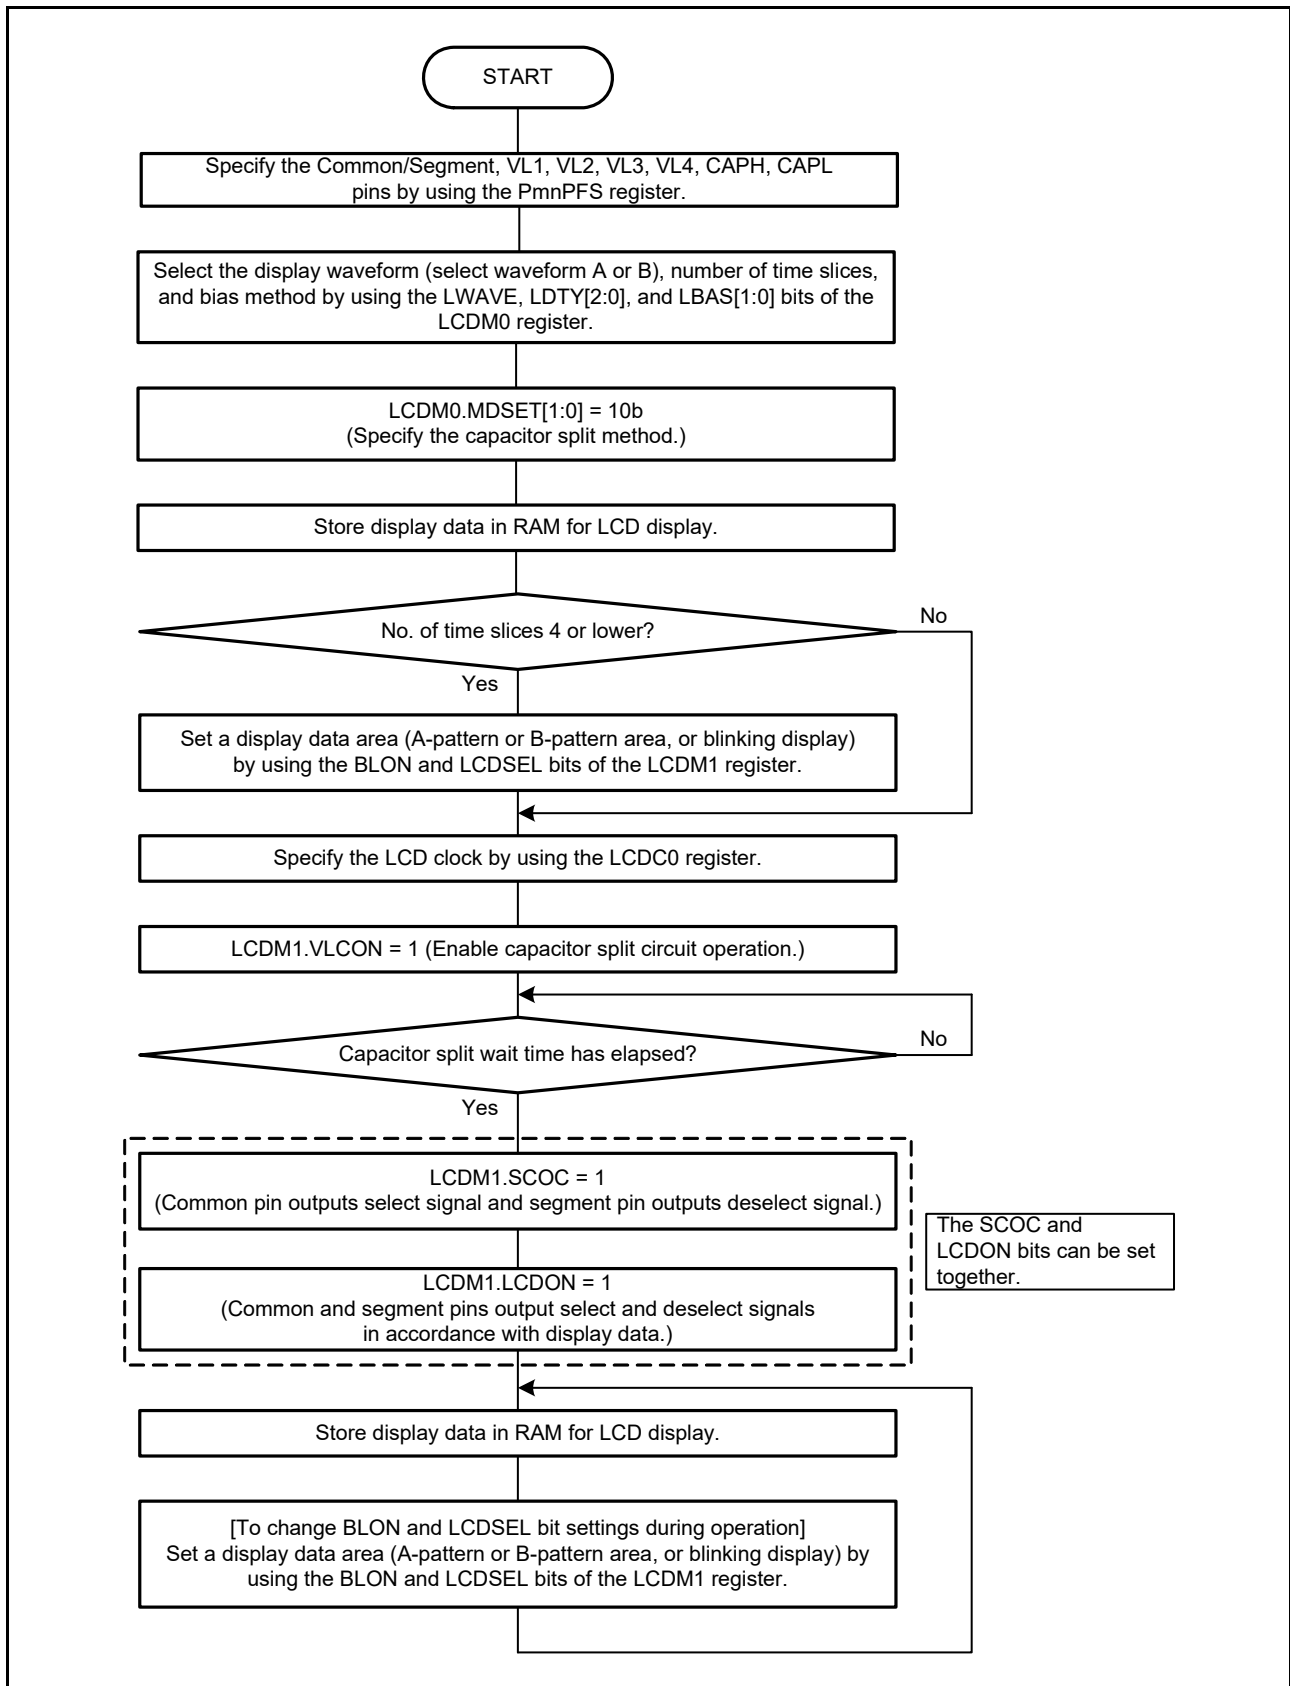 START
Specify the Common/Segment, VL1, VL2, VL3, VL4, CAPH, CAPL
pins by using the PmnPFS register.
Select the display waveform (select waveform A or B), number of time slices,
and bias method by using the LWAVE, LDTY[2:0], and LBAS[1:0] bits of the
LCDM0 register.
LCDM0.MDSET[1:0] = 10b
(Specify the capacitor split method.)
Store display data in RAM for LCD display.
No. of time slices 4 or lower?
No
Yes
Set a display data area (A-pattern or B-pattern area, or blinking display)
by using the BLON and LCDSEL bits of the LCDM1 register.
Specify the LCD clock by using the LCDC0 register.
LCDM1.VLCON = 1 (Enable capacitor split circuit operation.)
Capacitor split wait time has elapsed?
No
Yes
LCDM1.SCOC = 1
(Common pin outputs select signal and segment pin outputs deselect signal.)
The SCOC and
LCDON bits can be set
together.
LCDM1.LCDON = 1
(Common and segment pins output select and deselect signals
in accordance with display data.)
Store display data in RAM for LCD display.
[To change BLON and LCDSEL bit settings during operation]
Set a display data area (A-pattern or B-pattern area, or blinking display) by
using the BLON and LCDSEL bits of the LCDM1 register.